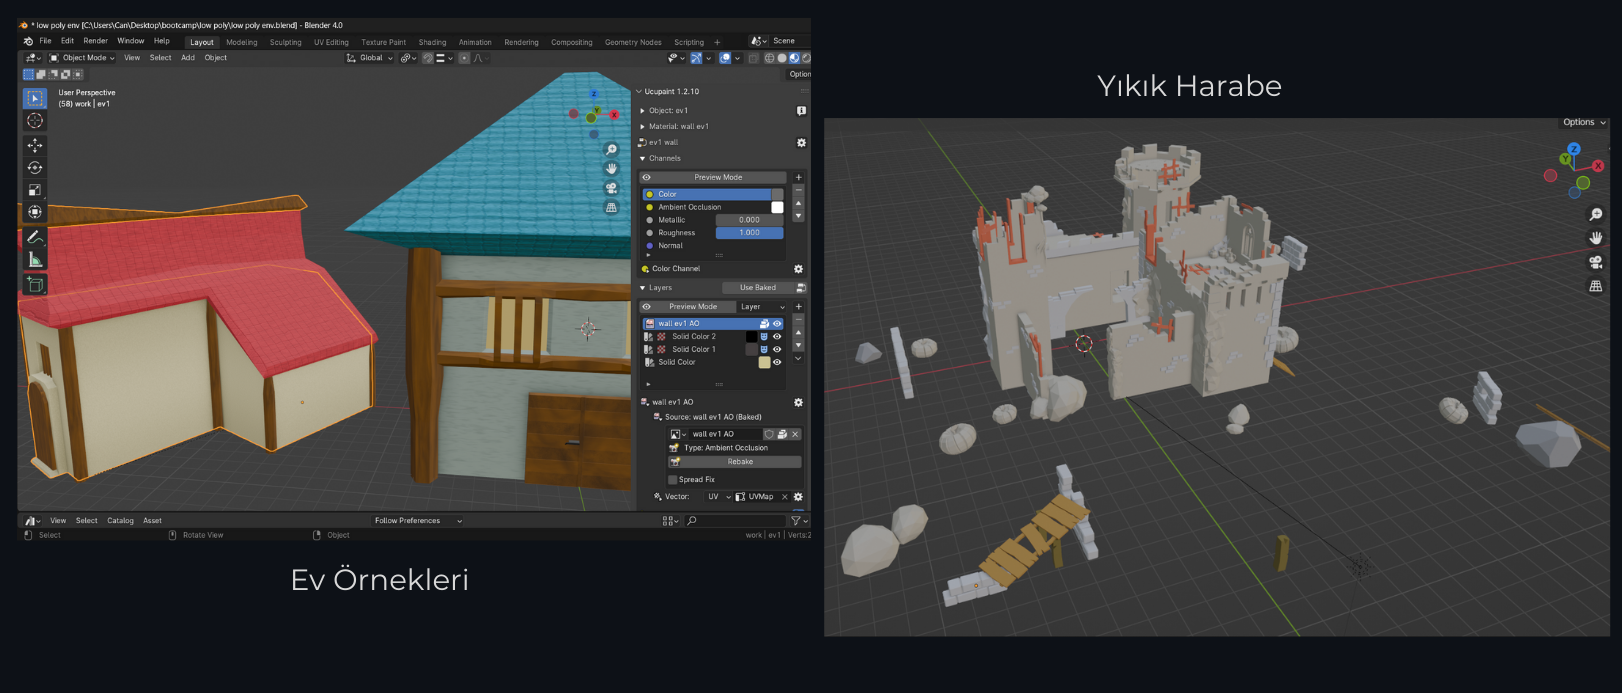 * low poly env [C:\Users\Can\Desktop\bootcamp\low poly\low poly env.blend] - Blender 4.0
File Edit Render Window Help Layout Modeling Sculpting UV Editing Texture Paint Shading Animation Rendering Compositing Geometry Nodes Scripting + Scene
Object Mode View Select Add Object Global
Option
User Perspective
(58) work | ev1
Z
Y
X
Ucupaint 1.2.10
Object: ev1
Material: wall ev1
ev1 wall
Channels
Preview Mode
Color
Ambient Occlusion
Metallic 0.000
Roughness 1.000
Normal
Color Channel
Layers Use Baked
Preview Mode Layer
wall ev1 AO
Solid Color 2
Solid Color 1
Solid Color
wall ev1 AO
Source: wall ev1 AO (Baked)
wall ev1 AO
Type: Ambient Occlusion
Rebake
Spread Fix
Vector: UV UVMap
View Select Catalog Asset Follow Preferences
Select Rotate View Object work | ev1 | Verts:2
Ev Örnekleri
Yıkık Harabe
Options
Z
Y
X